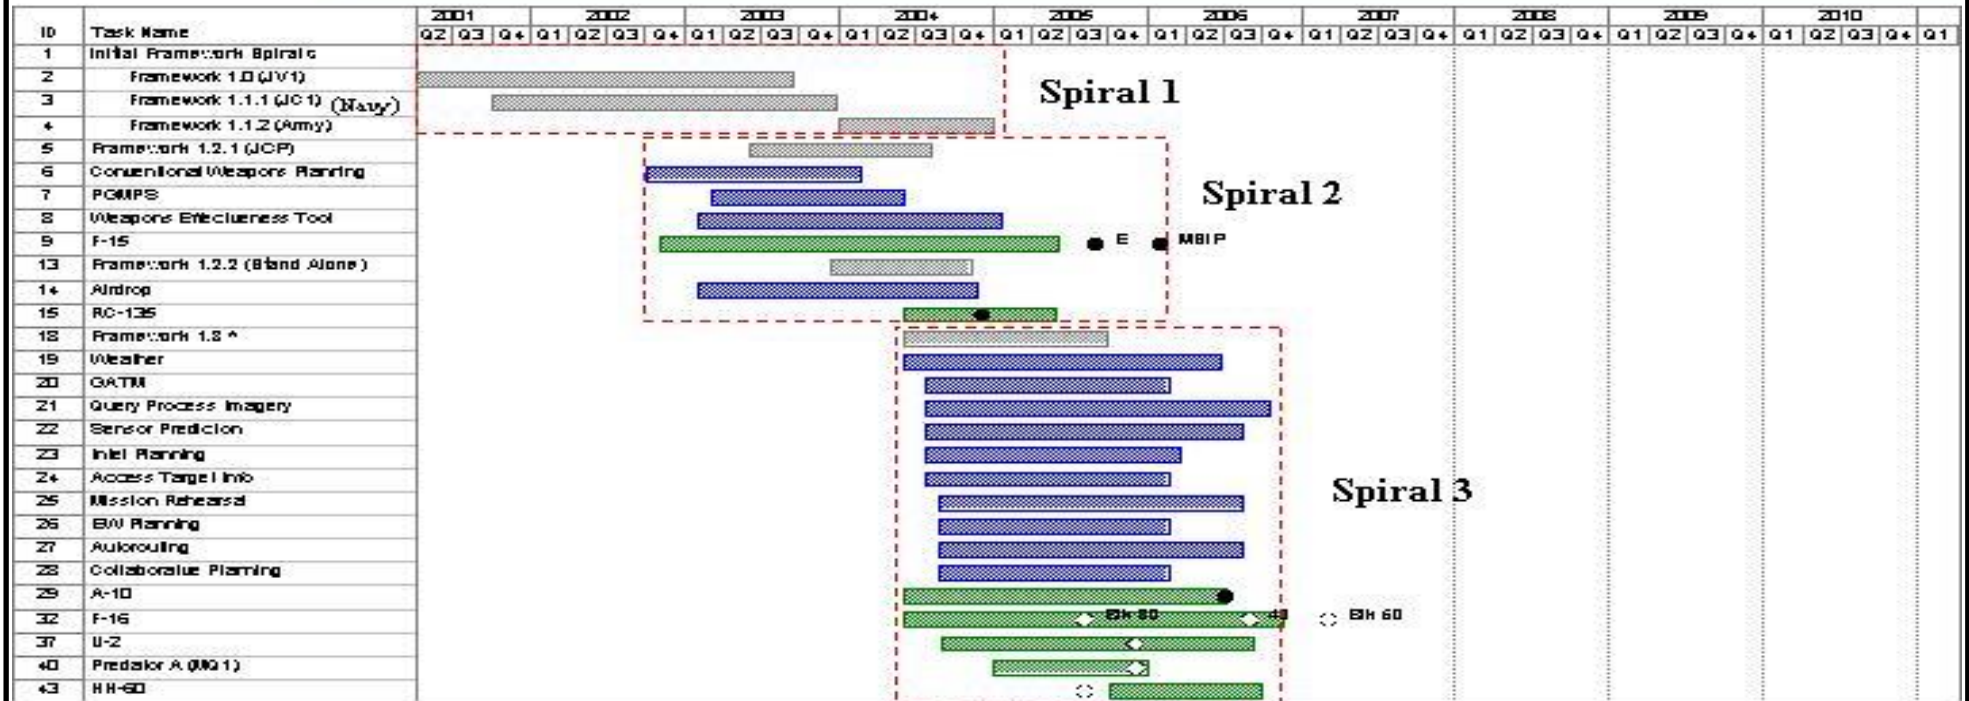 2001 2002 2003 2004 2005 2006 2007 2008 2009 2010
ID Task Name Q2 Q3 Q4 Q1 Q2 Q3 Q4 Q1 Q2 Q3 Q4 Q1 Q2 Q3 Q4 Q1 Q2 Q3 Q4 Q1 Q2 Q3 Q4 Q1 Q2 Q3 Q4 Q1 Q2 Q3 Q4 Q1 Q2 Q3 Q4 Q1 Q2 Q3 Q4 Q1
1 Initial Framework Spirals
2 Framework 1.0 (JV1)
3 Framework 1.1.1 (JC1) (Navy)
Spiral 1
4 Framework 1.1.2 (Army)
5 Framework 1.2.1 (JCP)
6 Conventional Weapons Planning
7 PGMPS
Spiral 2
8 Weapons Effectiveness Tool
9 F-15 E MSIP
13 Framework 1.2.2 (Stand Alone)
14 Airdrop
15 RC-135
18 Framework 1.3 ^
19 Weather
20 GATM
21 Query Process Imagery
22 Sensor Prediction
23 Intel Planning
24 Access Target Info
Spiral 3
25 Mission Rehearsal
26 EW Planning
27 Autorouting
28 Collaborative Planning
29 A-10
32 F-16 Blk 60
37 U-2
40 Predator A (MQ1)
43 HH-60